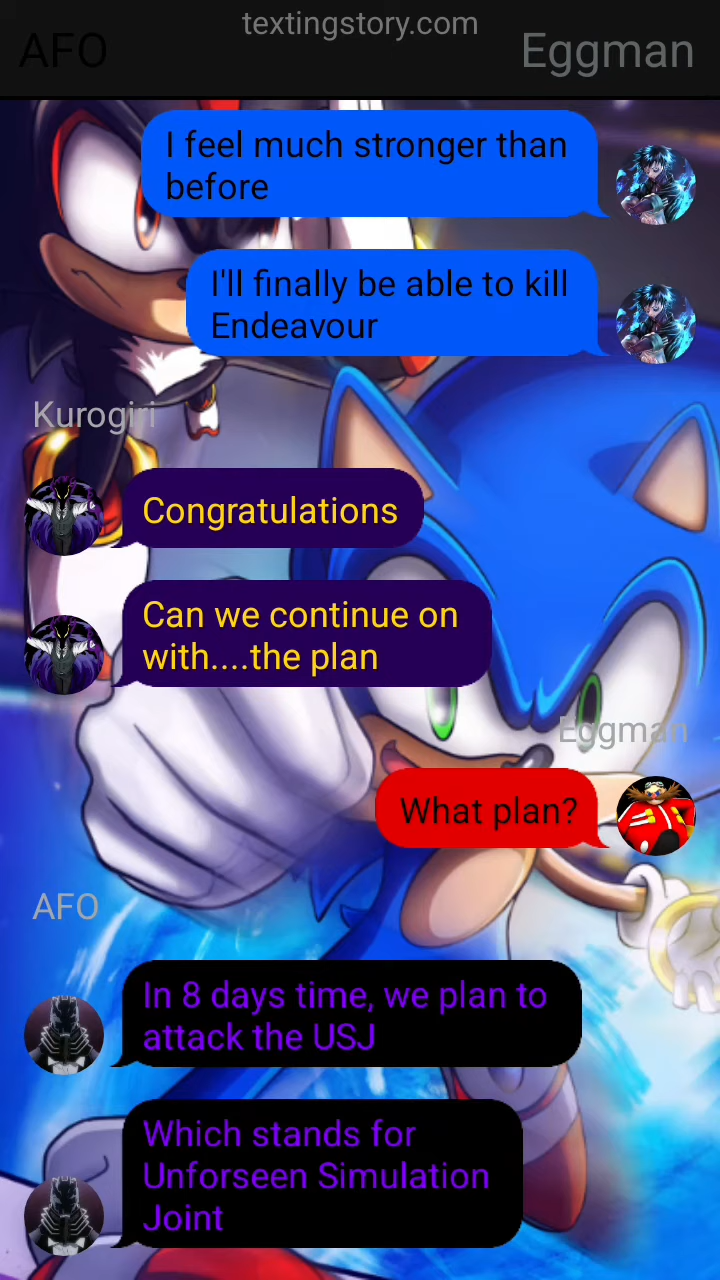 textingstory.com
AFO
Eggman
I feel much stronger than
before
I'll finally be able to kill
Endeavour
Kurogiri
Congratulations
Can we continue on
with....the plan
Eggman
What plan?
AFO
In 8 days time, we plan to
attack the USJ
Which stands for
Unforseen Simulation
Joint